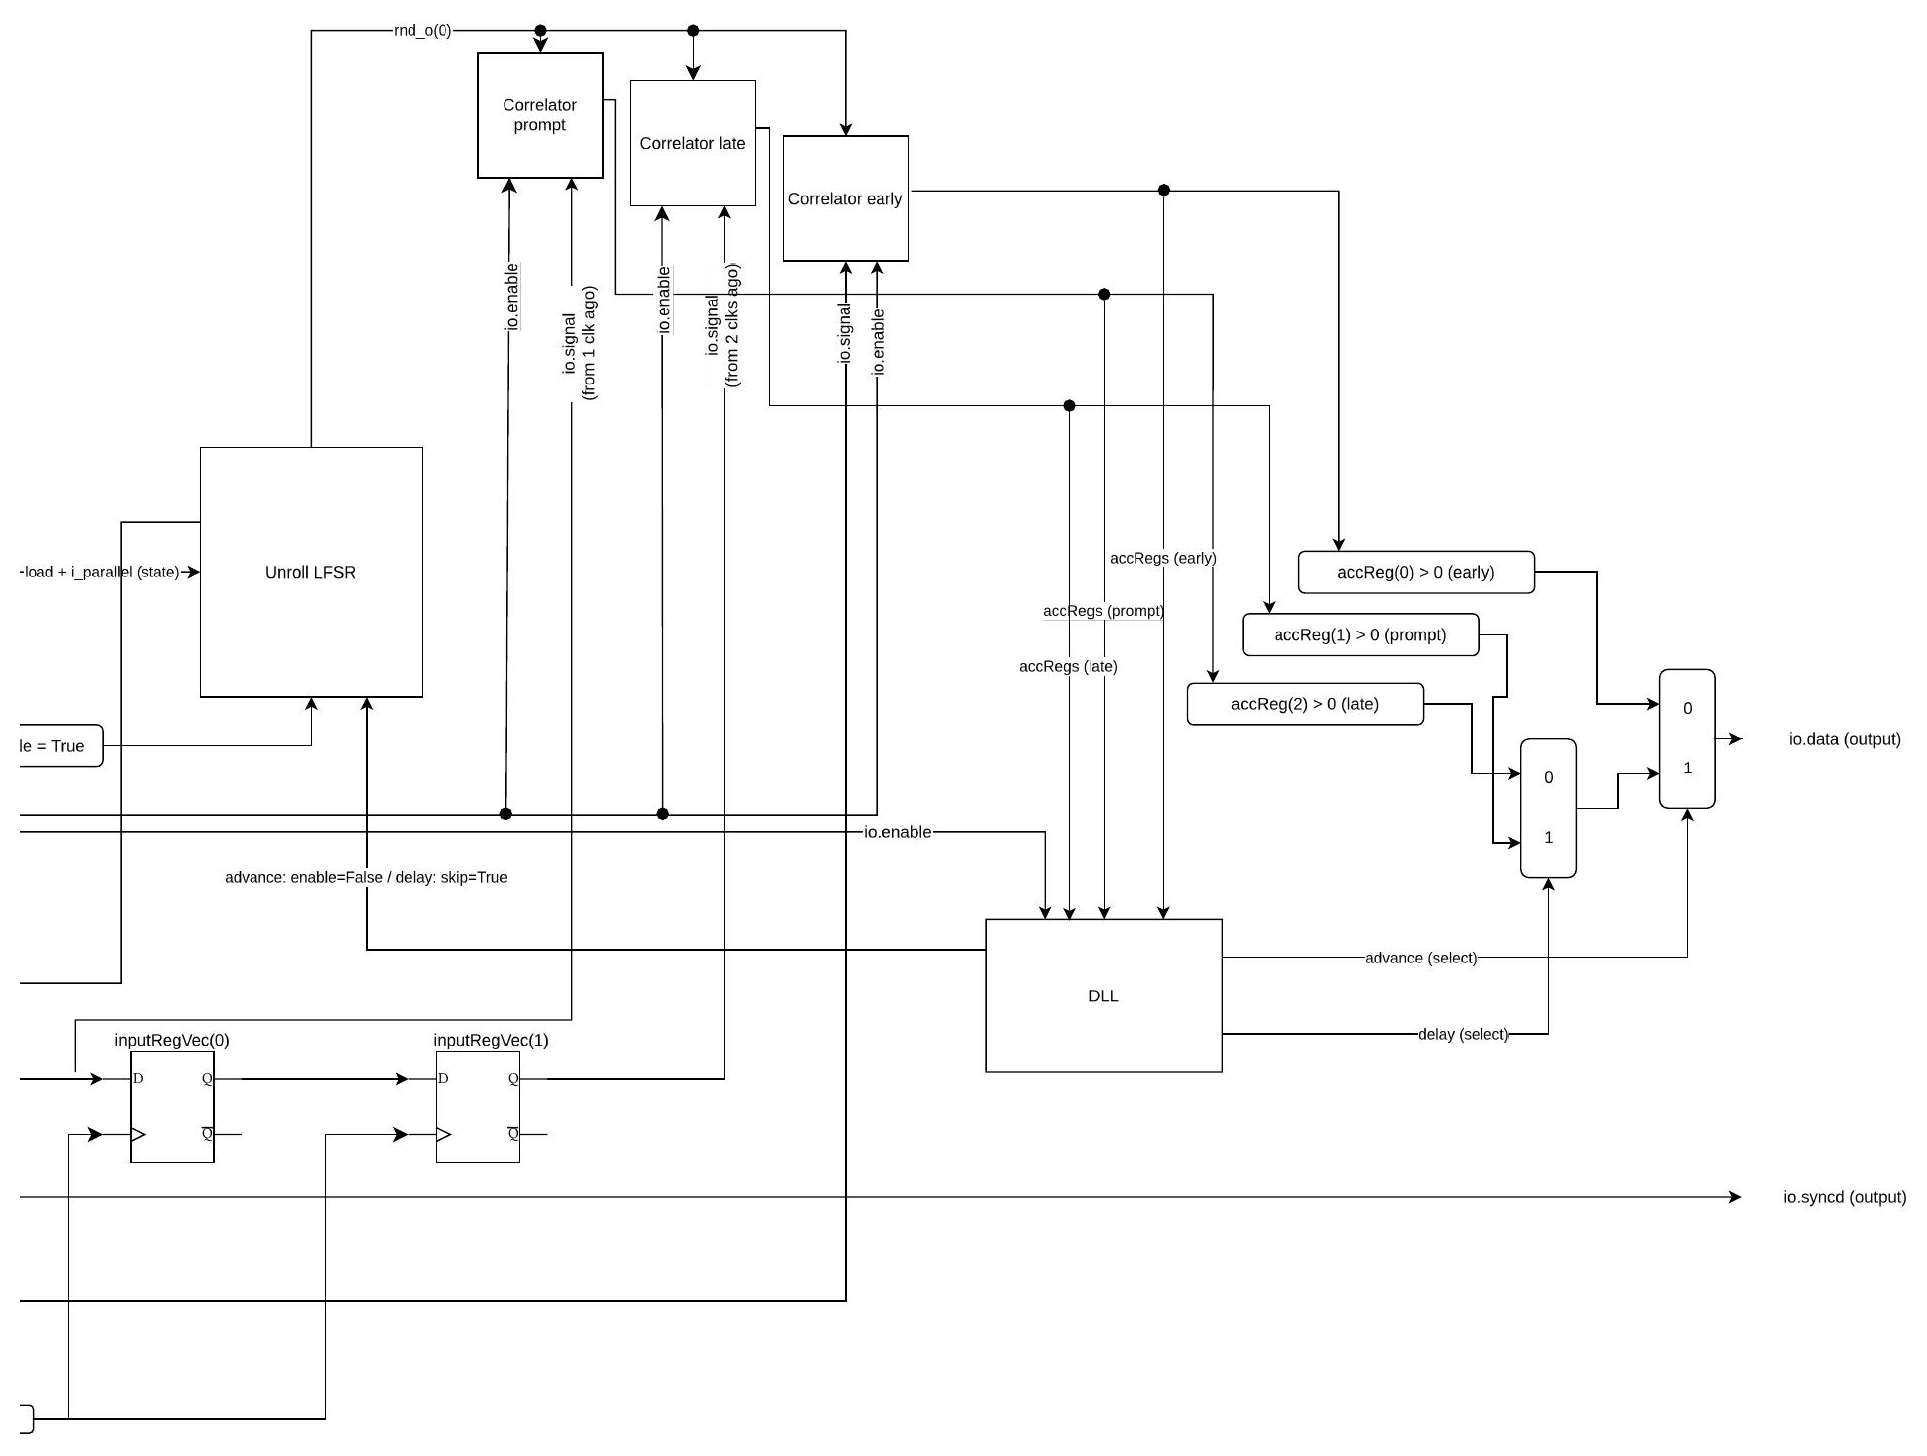 rnd_o(0)
Correlator
prompt
Correlator late
Correlator early
io.enable
io.signal
(from 1 clk ago)
io.enable
io.signal
(from 2 clks ago)
io.signal
io.enable
load + i_parallel (state)
Unroll LFSR
accRegs (early)
accRegs (prompt)
accRegs (late)
accReg(0) > 0 (early)
accReg(1) > 0 (prompt)
accReg(2) > 0 (late)
0
1
0
1
io.data (output)
le = True
io.enable
advance: enable=False / delay: skip=True
DLL
advance (select)
delay (select)
inputRegVec(0)
D
Q
Q
inputRegVec(1)
D
Q
Q
io.syncd (output)